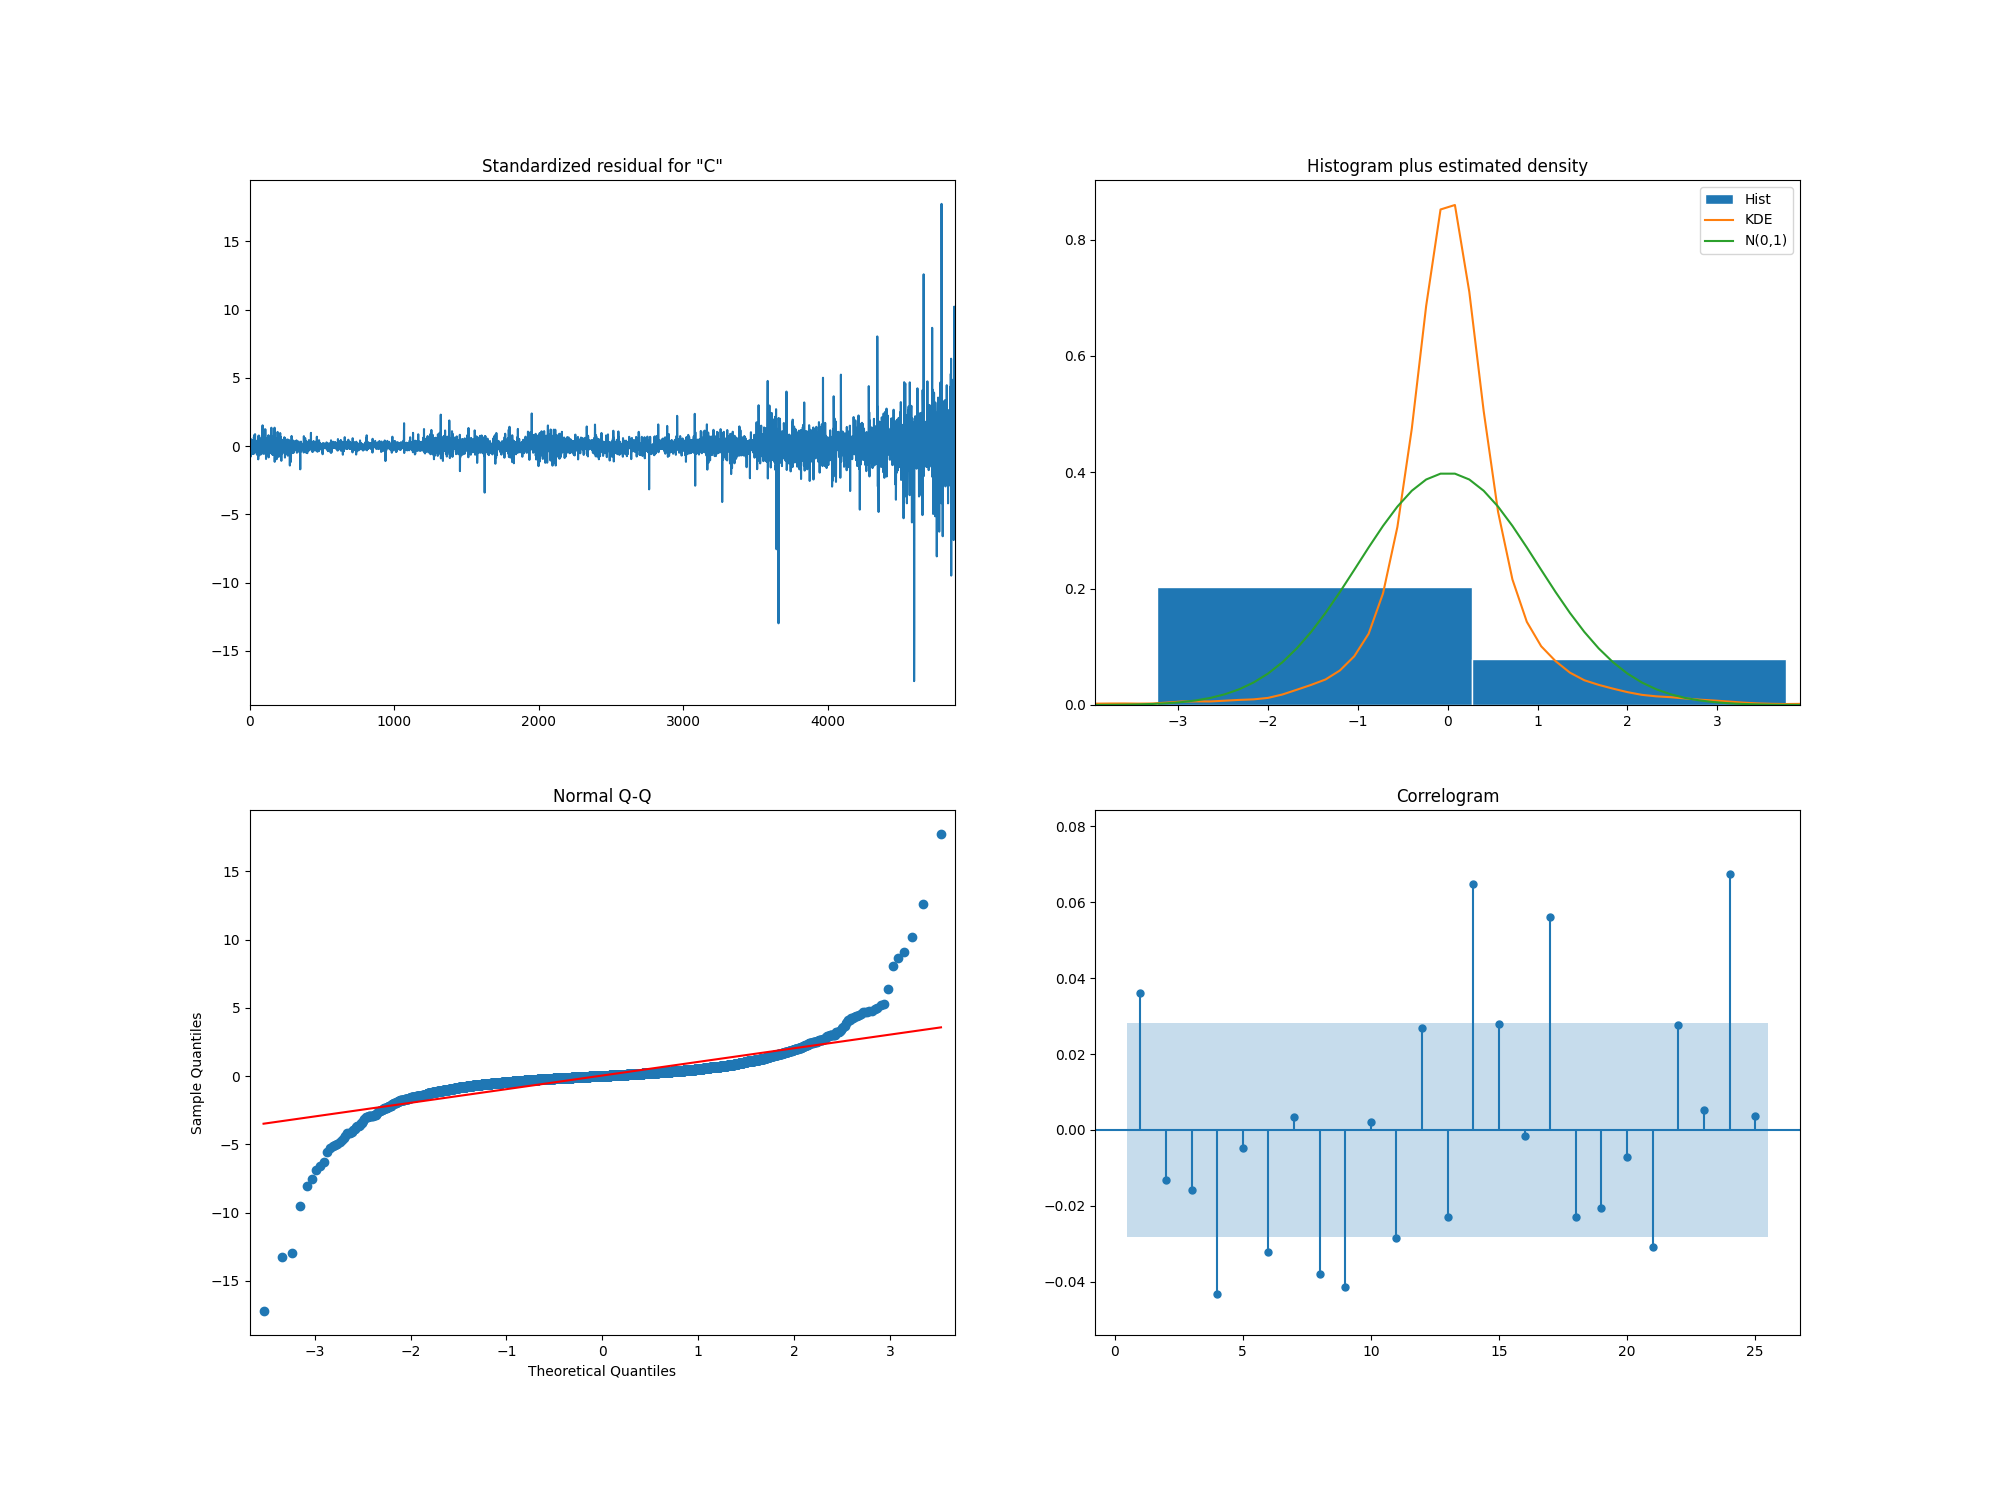 Standardized residual for "C"
15
10
5
0
−5
−10
−15
0 1000 2000 3000 4000
Histogram plus estimated density
Hist
KDE
N(0,1)
0.8
0.6
0.4
0.2
0.0
−3 −2 −1 0 1 2 3
Normal Q-Q
Sample Quantiles
15
10
5
0
−5
−10
−15
−3 −2 −1 0 1 2 3
Theoretical Quantiles
Correlogram
0.08
0.06
0.04
0.02
0.00
−0.02
−0.04
0 5 10 15 20 25